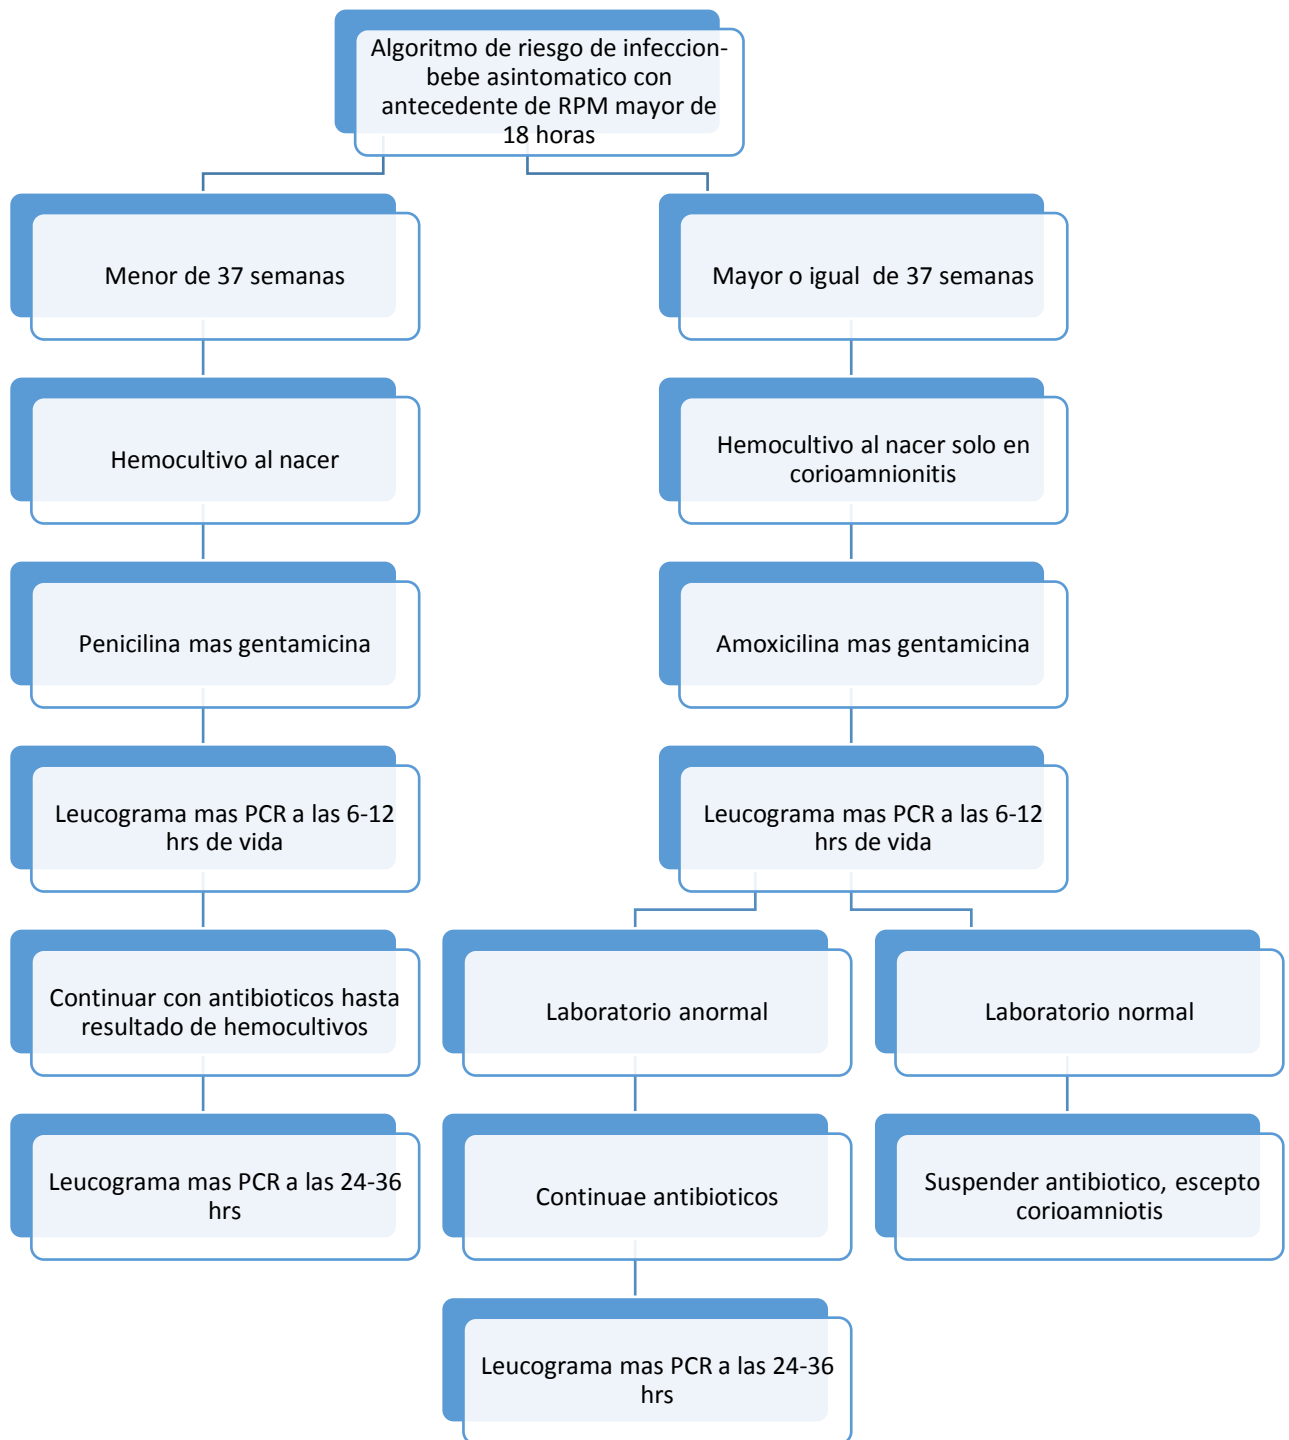 Algoritmo de riesgo de infeccion-
bebe asintomatico con
antecedente de RPM mayor de
18 horas
Menor de 37 semanas
Mayor o igual  de 37 semanas
Hemocultivo al nacer
Hemocultivo al nacer solo en
corioamnionitis
Penicilina mas gentamicina
Amoxicilina mas gentamicina
Leucograma mas PCR a las 6-12
hrs de vida
Leucograma mas PCR a las 6-12
hrs de vida
Continuar con antibioticos hasta
resultado de hemocultivos
Laboratorio anormal
Laboratorio normal
Leucograma mas PCR a las 24-36
hrs
Continuae antibioticos
Suspender antibiotico, escepto
corioamniotis
Leucograma mas PCR a las 24-36
hrs